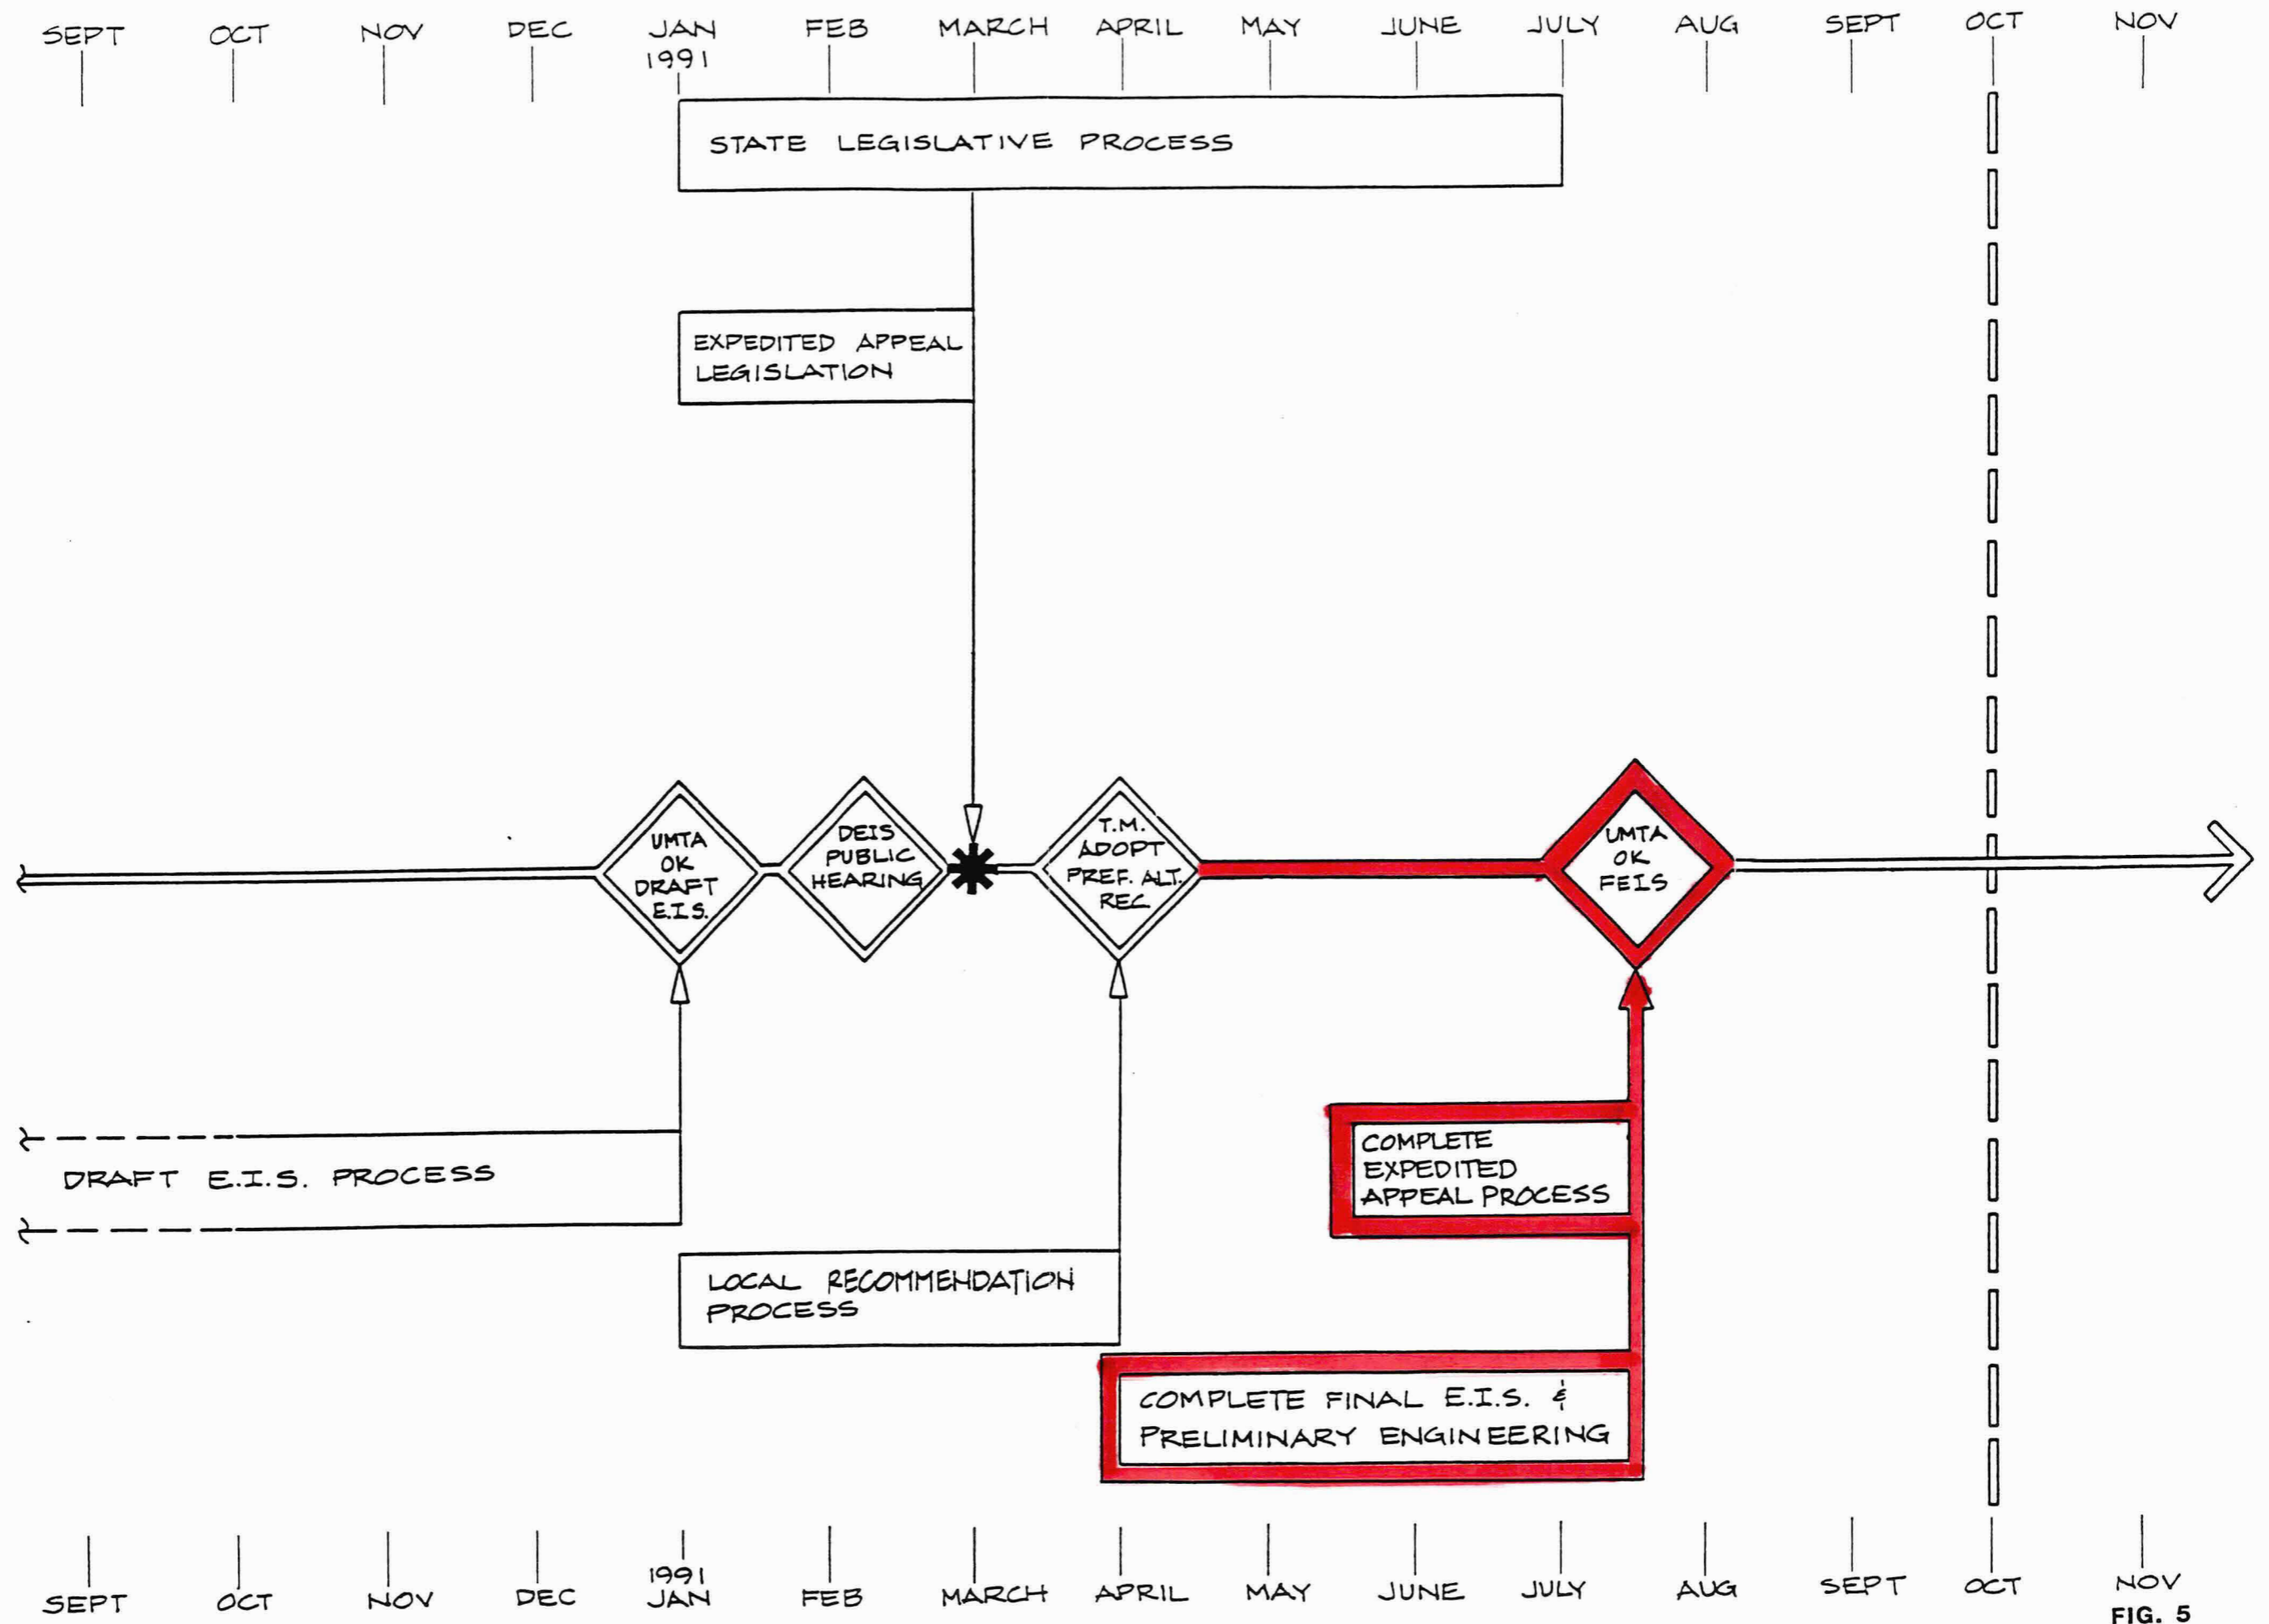 SEPT OCT NOV DEC JAN FEB MARCH APRIL MAY JUNE JULY AUG SEPT OCT NOV
1991
STATE LEGISLATIVE PROCESS
EXPEDITED APPEAL
LEGISLATION
UMTA
OK
DRAFT
E.I.S.
DEIS
PUBLIC
HEARING
T.M.
ADOPT
PREF. ALT.
REC
UMTA
OK
FEIS
DRAFT E.I.S. PROCESS
COMPLETE
EXPEDITED
APPEAL PROCESS
LOCAL RECOMMENDATION
PROCESS
COMPLETE FINAL E.I.S. &
PRELIMINARY ENGINEERING
1991
SEPT OCT NOV DEC JAN FEB MARCH APRIL MAY JUNE JULY AUG SEPT OCT NOV
FIG. 5